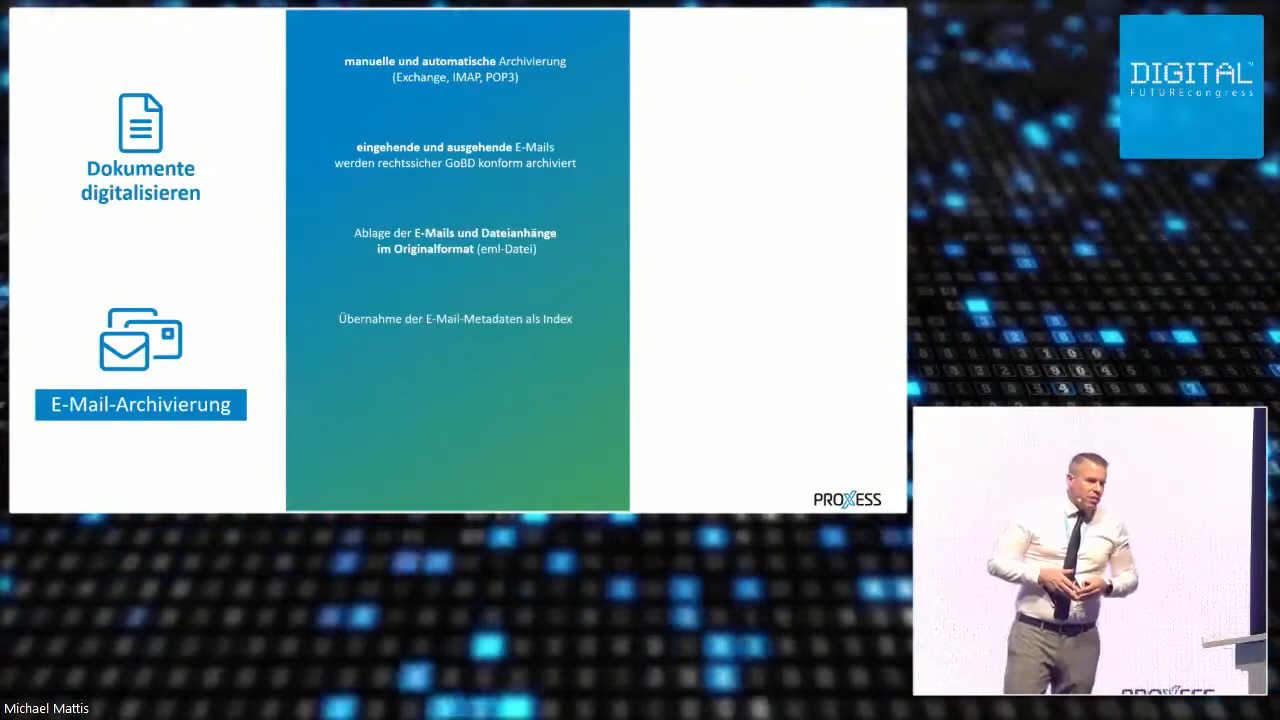 manuelle und automatische Archivierung
(Exchange, IMAP, POP3)
Dokumente
digitalisieren
eingehende und ausgehende E-Mails
werden rechtssicher GoBD konform archiviert
Ablage der E-Mails und Dateianhänge
im Originalformat (eml-Datei)
Übernahme der E-Mail-Metadaten als Index
E-Mail-Archivierung
PROXESS
DIGITAL
FUTUREcongress
PROXESS
Michael Mattis